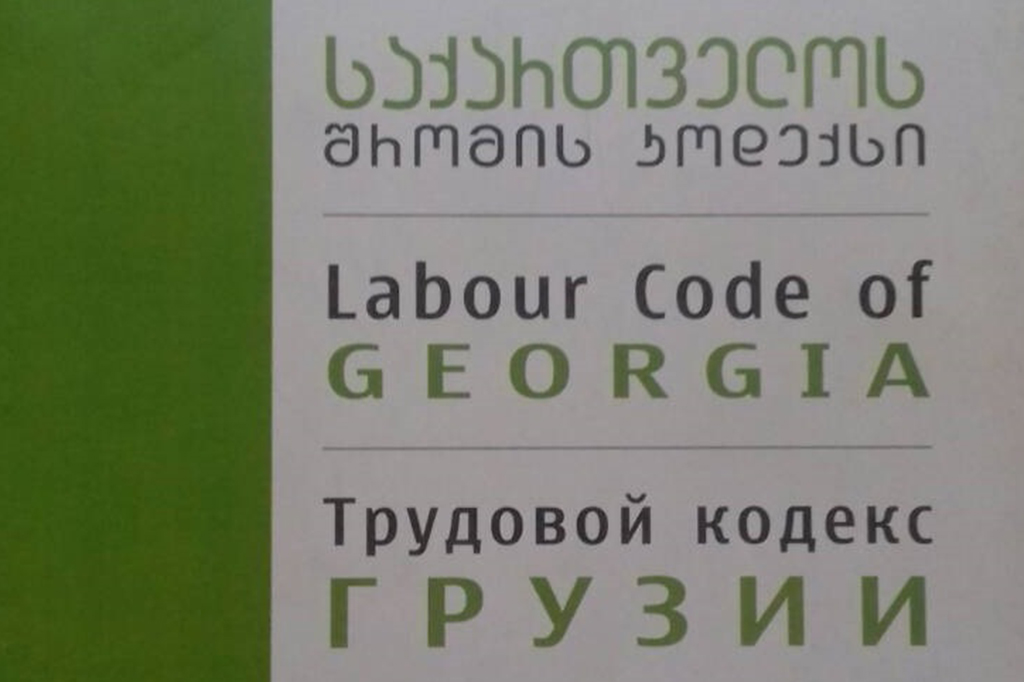 საქართველოს
შრომის კოდექსი
Labour Code of
GEORGIA
Трудовой кодекс
ГРУЗИИ